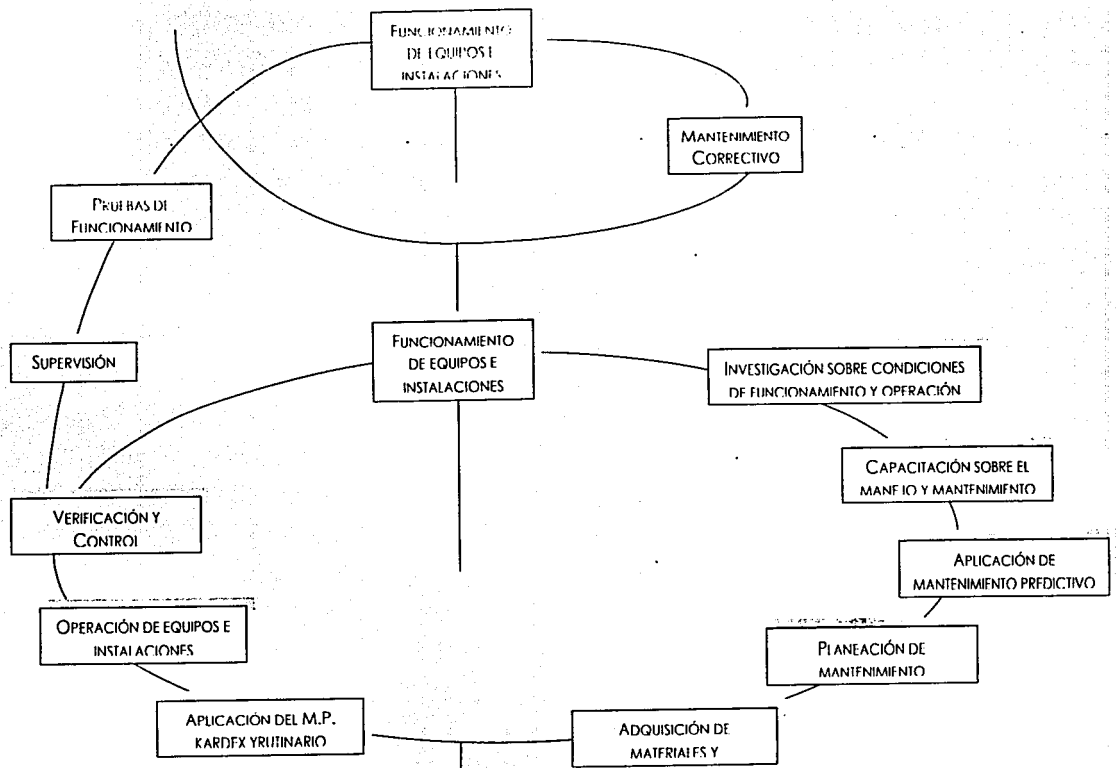 FUNCIONAMIENTO
DE EQUIPOS E
INSTALACIONES
MANTENIMIENTO
CORRECTIVO
PRUEBAS DE
FUNCIONAMIENTO
SUPERVISIÓN
FUNCIONAMIENTO
DE EQUIPOS E
INSTALACIONES
INVESTIGACIÓN SOBRE CONDICIONES
DE FUNCIONAMIENTO Y OPERACIÓN
CAPACITACIÓN SOBRE EL
MANEJO Y MANTENIMIENTO
VERIFICACIÓN Y
CONTROL
APLICACIÓN DE
MANTENIMIENTO PREDICTIVO
OPERACIÓN DE EQUIPOS E
INSTALACIONES
PLANEACIÓN DE
MANTENIMIENTO
APLICACIÓN DEL M.P.
KARDEX YRUTINARIO
ADQUISICIÓN DE
MATERIALES Y